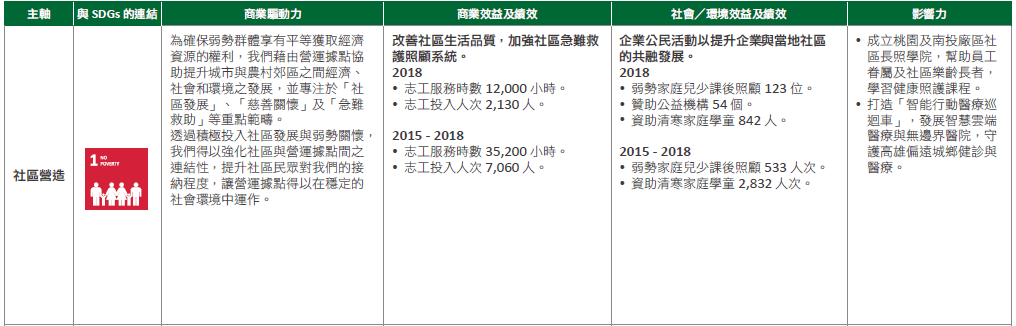 主軸
與 SDGs 的連結
商業驅動力
商業效益及績效
社會／環境效益及績效
影響力
社區營造
1 NO
POVERTY
為確保弱勢群體享有平等獲取經濟
資源的權利，我們藉由營運據點協
助提升城市與農村郊區之間經濟、
社會和環境之發展，並專注於「社
區發展」、「慈善關懷」及「急難
救助」等重點範疇。
透過積極投入社區發展與弱勢關懷，
我們得以強化社區與營運據點間之
連結性，提升社區民眾對我們的接
納程度，讓營運據點得以在穩定的
社會環境中運作。
改善社區生活品質，加強社區急難救
護照顧系統。
2018
• 志工服務時數 12,000 小時。
• 志工投入人次 2,130 人。
2015 - 2018
• 志工服務時數 35,200 小時。
• 志工投入人次 7,060 人。
企業公民活動以提升企業與當地社區
的共融發展。
2018
• 弱勢家庭兒少課後照顧 123 位。
• 贊助公益機構 54 個。
• 資助清寒家庭學童 842 人。
2015 - 2018
• 弱勢家庭兒少課後照顧 533 人次。
• 資助清寒家庭學童 2,832 人次。
• 成立桃園及南投廠區社
區長照學院，幫助員工
眷屬及社區樂齡長者，
學習健康照護課程。
• 打造「智能行動醫療巡
迴車」，發展智慧雲端
醫療與無邊界醫院，守
護高雄偏遠城鄉健診與
醫療。